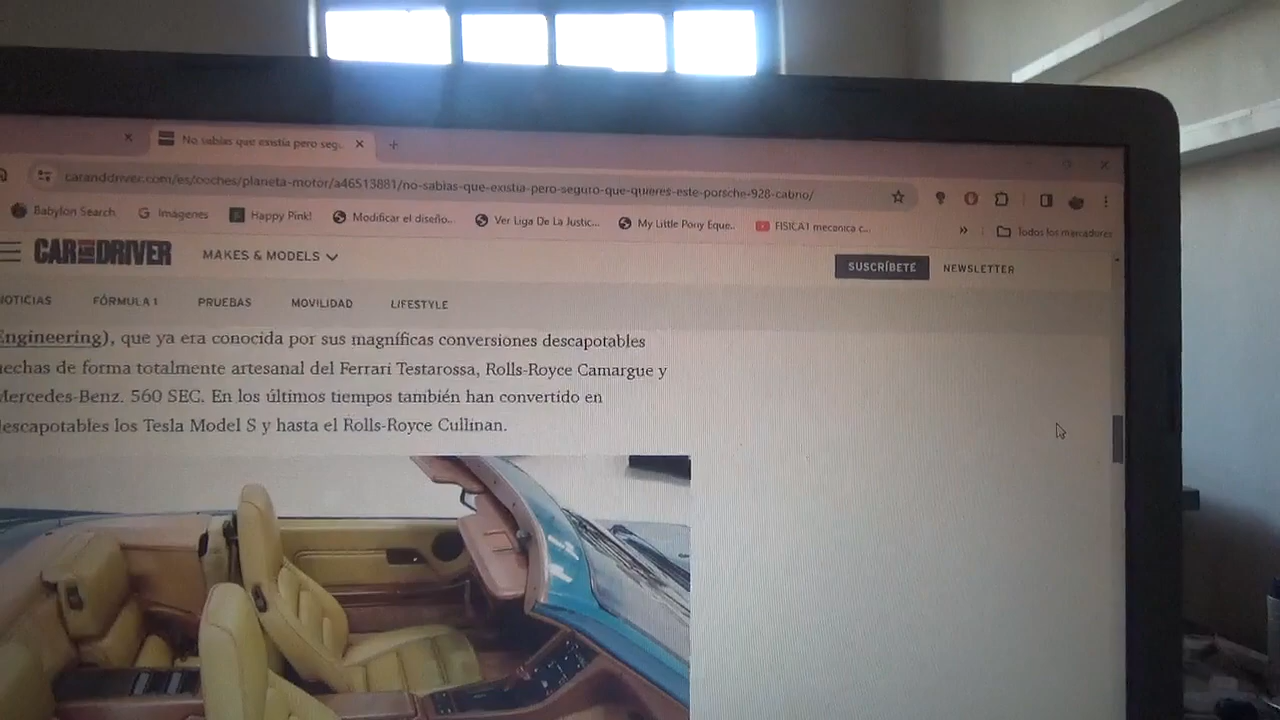 No sabías que existía pero segu
caranddriver.com/es/coches/planeta-motor/a46513881/no-sabias-que-existia-pero-seguro-que-quieres-este-porsche-928-cabrio/
Babylon Search Imágenes Happy Pink! Modificar el diseño... Ver Liga De La Justic... My Little Pony Eque... FISICA1 mecanica c... » Todos los marcadores
CAR AND DRIVER MAKES & MODELS SUSCRÍBETE NEWSLETTER
NOTICIAS FÓRMULA 1 PRUEBAS MOVILIDAD LIFESTYLE
Engineering), que ya era conocida por sus magníficas conversiones descapotables
hechas de forma totalmente artesanal del Ferrari Testarossa, Rolls-Royce Camargue y
Mercedes-Benz. 560 SEC. En los últimos tiempos también han convertido en
descapotables los Tesla Model S y hasta el Rolls-Royce Cullinan.